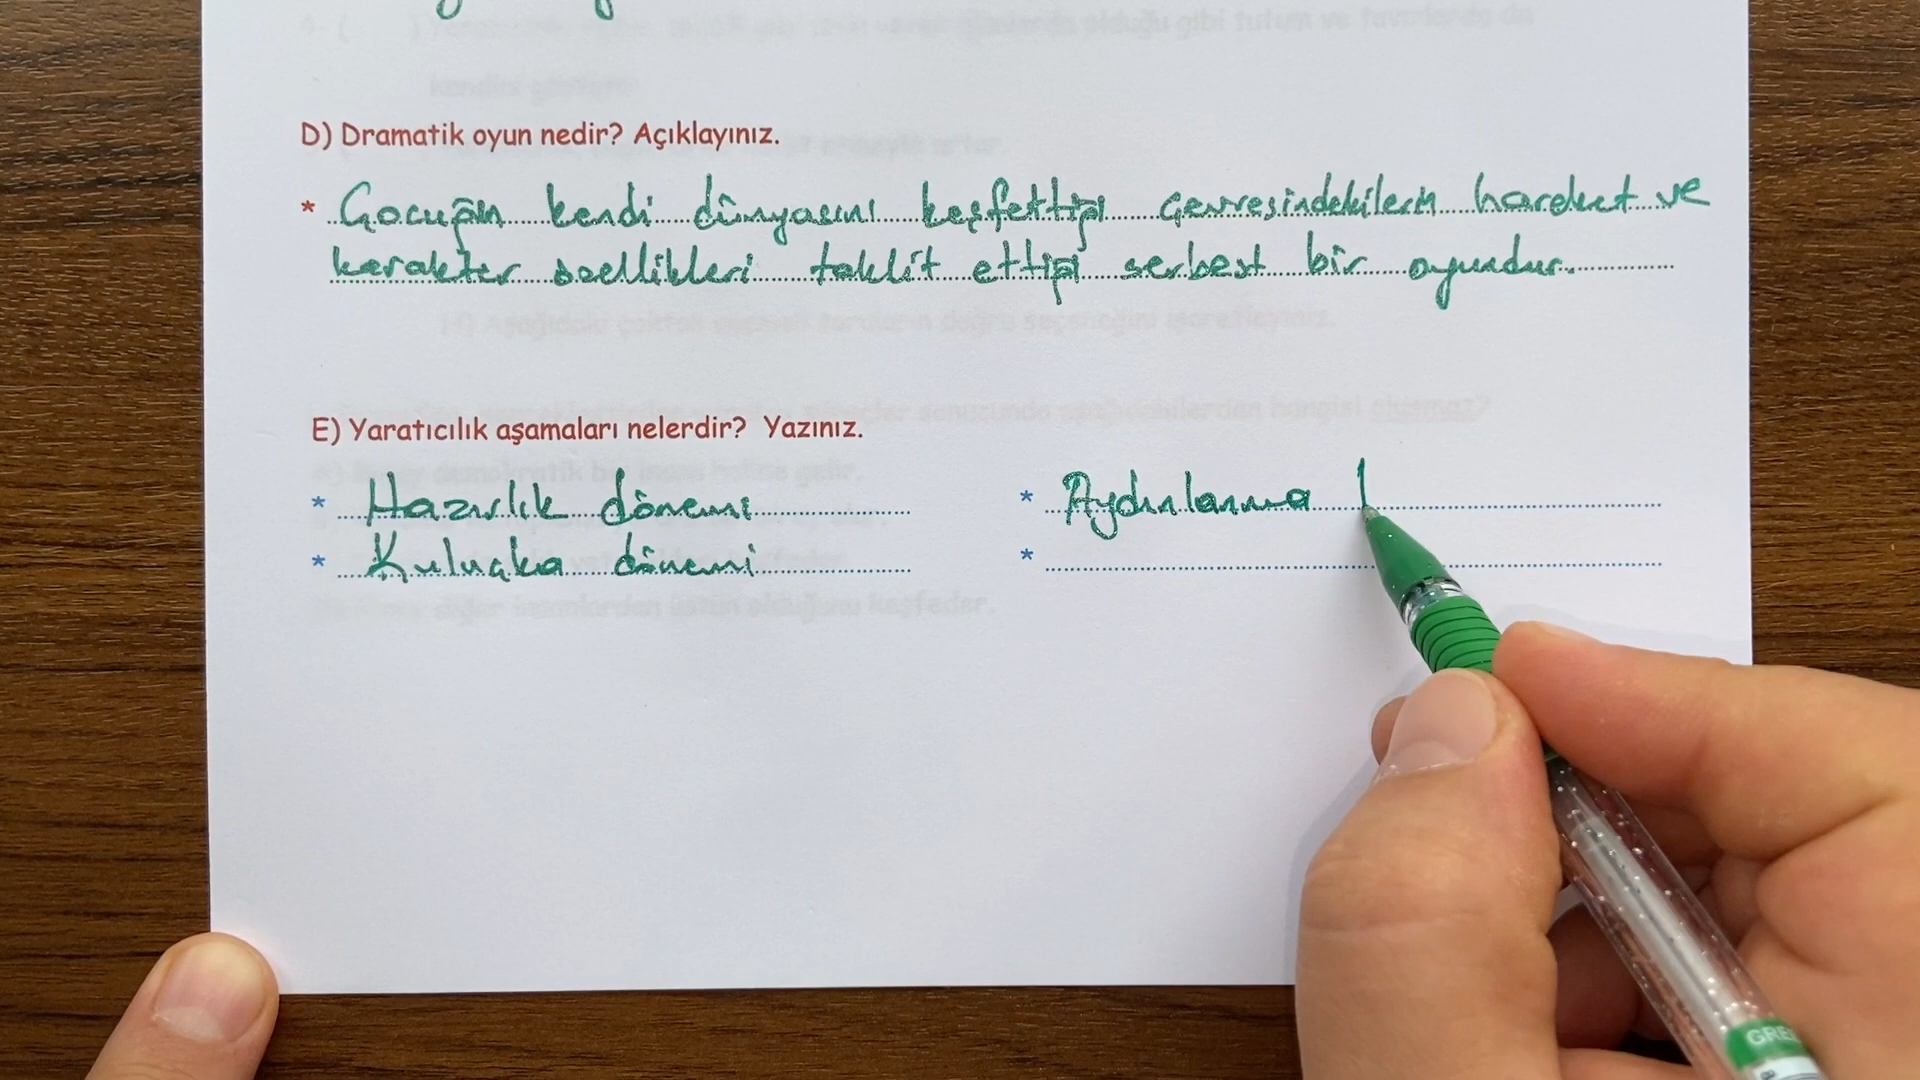 D) Dramatik oyun nedir? Açıklayınız.
* Çocuğun kendi dünyasını keşfettiği çevresindekilerin hareket ve
karakter özellikleri taklit ettiği serbest bir oyundur.
E) Yaratıcılık aşamaları nelerdir? Yazınız.
* Hazırlık dönemi
* Kuluçka dönemi
* Aydınlanma
*
GRE